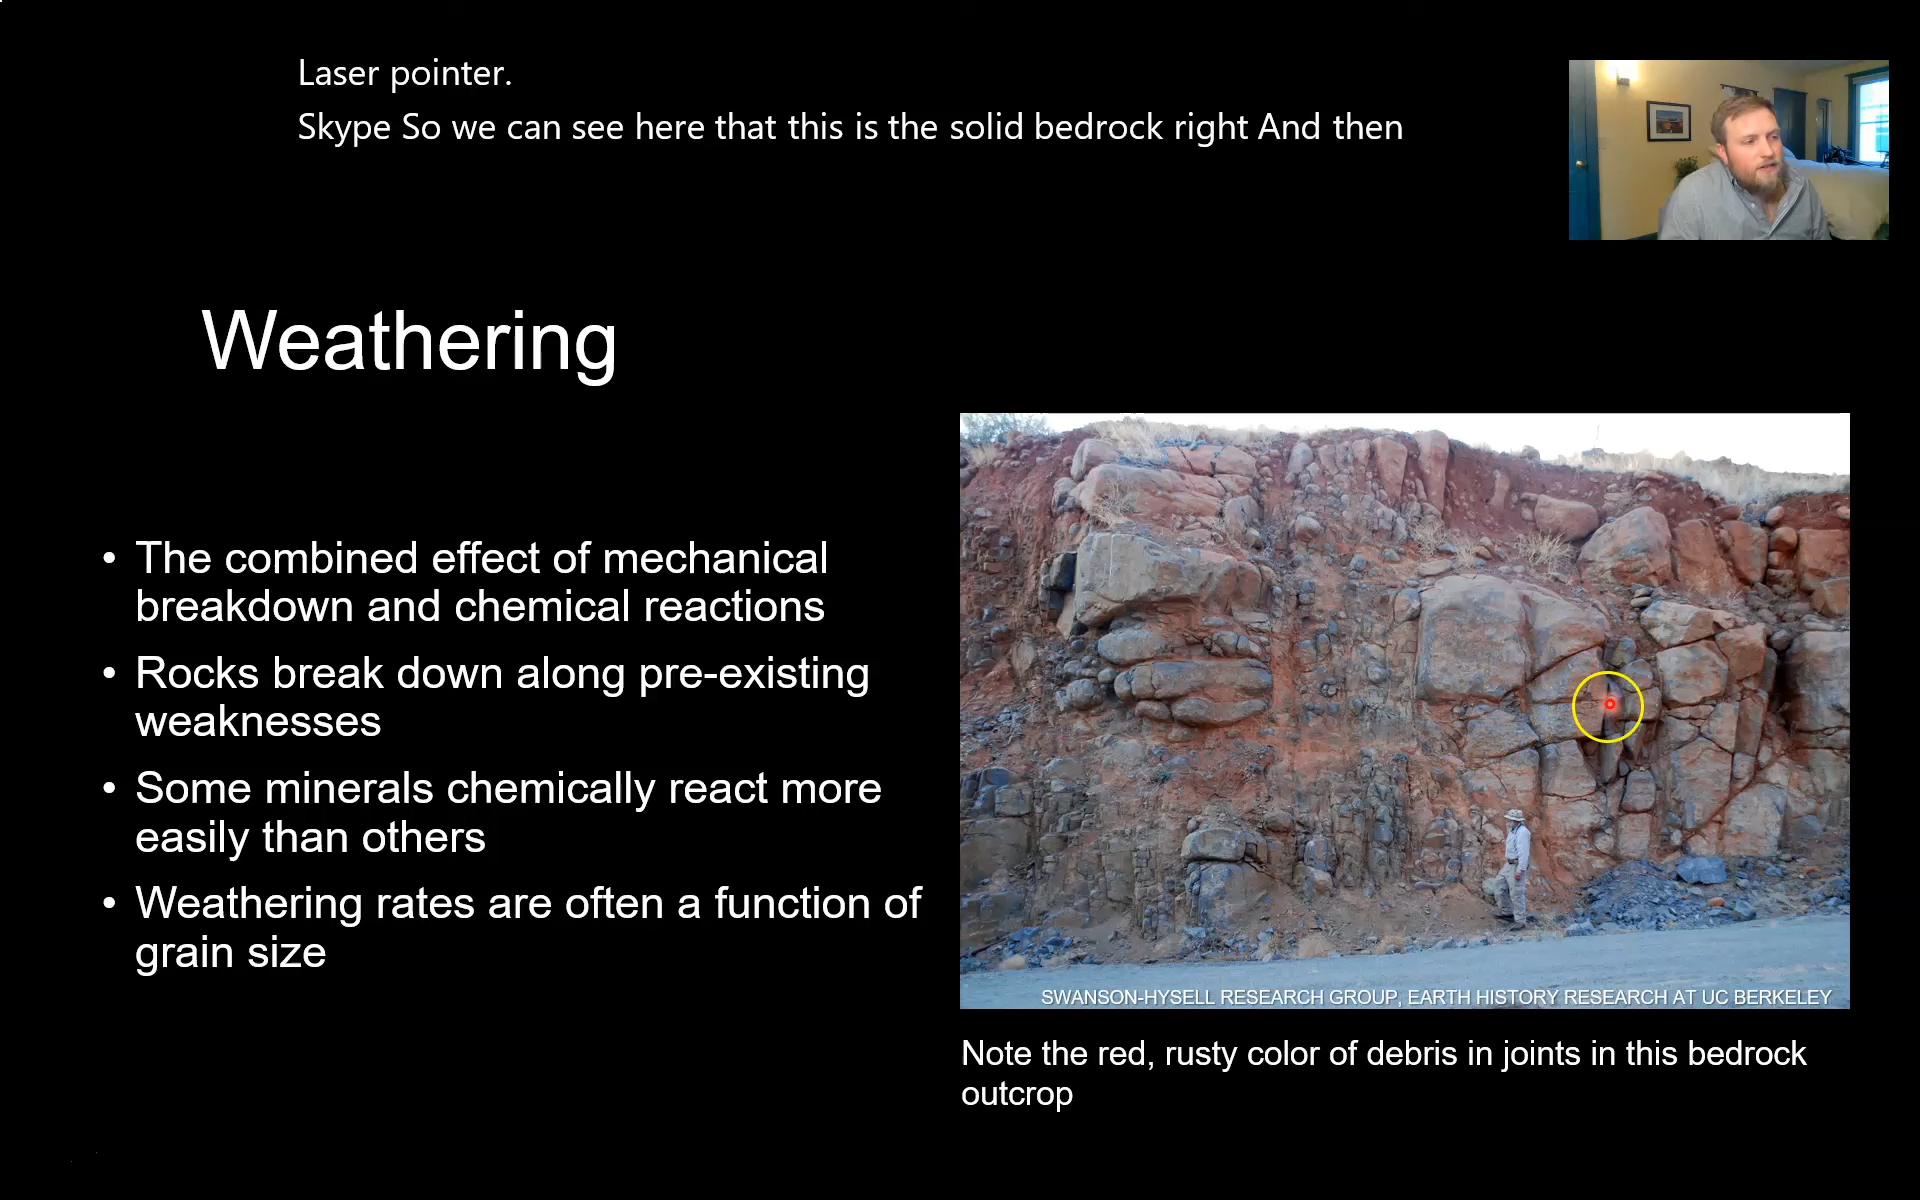 Laser pointer.
Skype So we can see here that this is the solid bedrock right And then
Weathering
• The combined effect of mechanical
breakdown and chemical reactions
• Rocks break down along pre-existing
weaknesses
• Some minerals chemically react more
easily than others
• Weathering rates are often a function of
grain size
SWANSON-HYSELL RESEARCH GROUP, EARTH HISTORY RESEARCH AT UC BERKELEY
Note the red, rusty color of debris in joints in this bedrock
outcrop